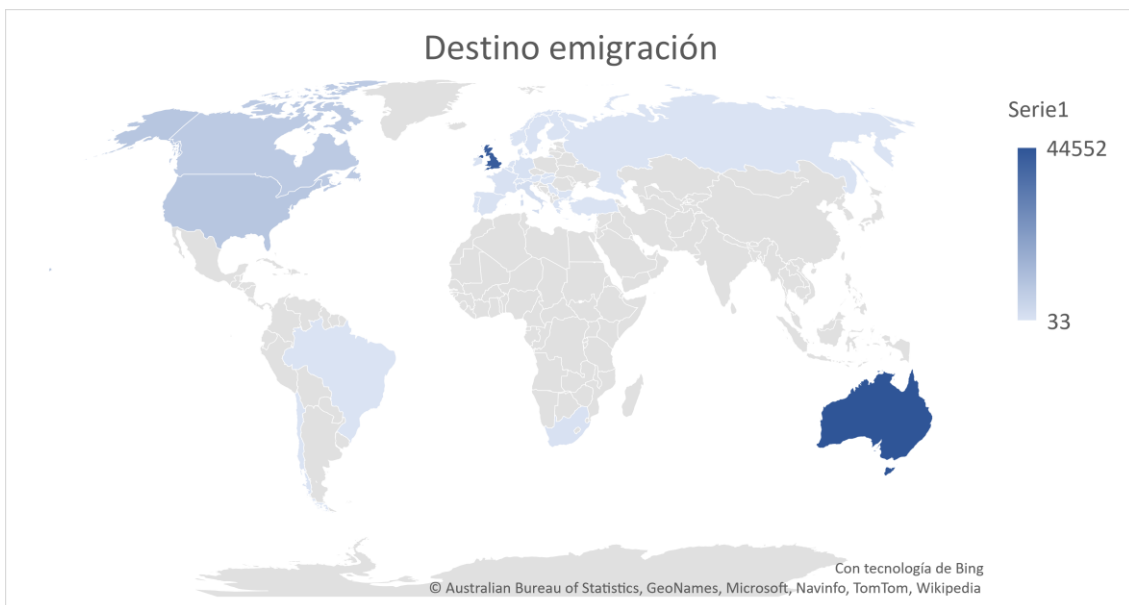 Destino emigración
Serie1
44552
33
Con tecnología de Bing
© Australian Bureau of Statistics, GeoNames, Microsoft, Navinfo, TomTom, Wikipedia